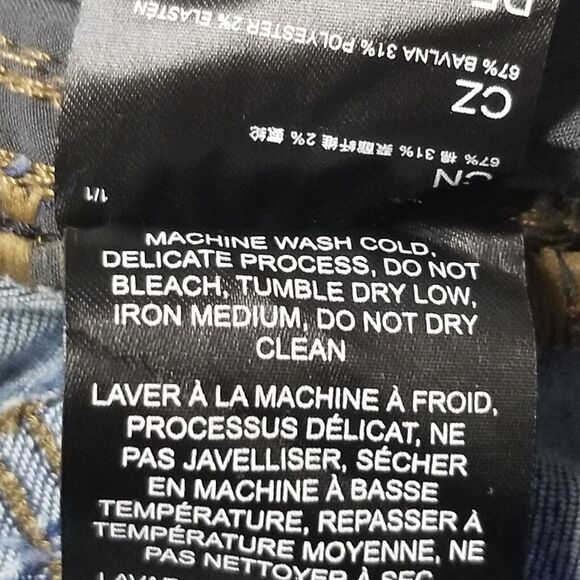 DE
67% BAVLNA 31% POLYESTER 2% ELASTÉN
CZ
67% 棉 31% 聚酯纤维 2% 氨纶
CN
1/1
MACHINE WASH COLD,
DELICATE PROCESS, DO NOT
BLEACH, TUMBLE DRY LOW,
IRON MEDIUM, DO NOT DRY
CLEAN
LAVER À LA MACHINE À FROID,
PROCESSUS DÉLICAT, NE
PAS JAVELLISER, SÉCHER
EN MACHINE À BASSE
TEMPÉRATURE, REPASSER À
TEMPÉRATURE MOYENNE, NE
PAS NETTOYER À SEC